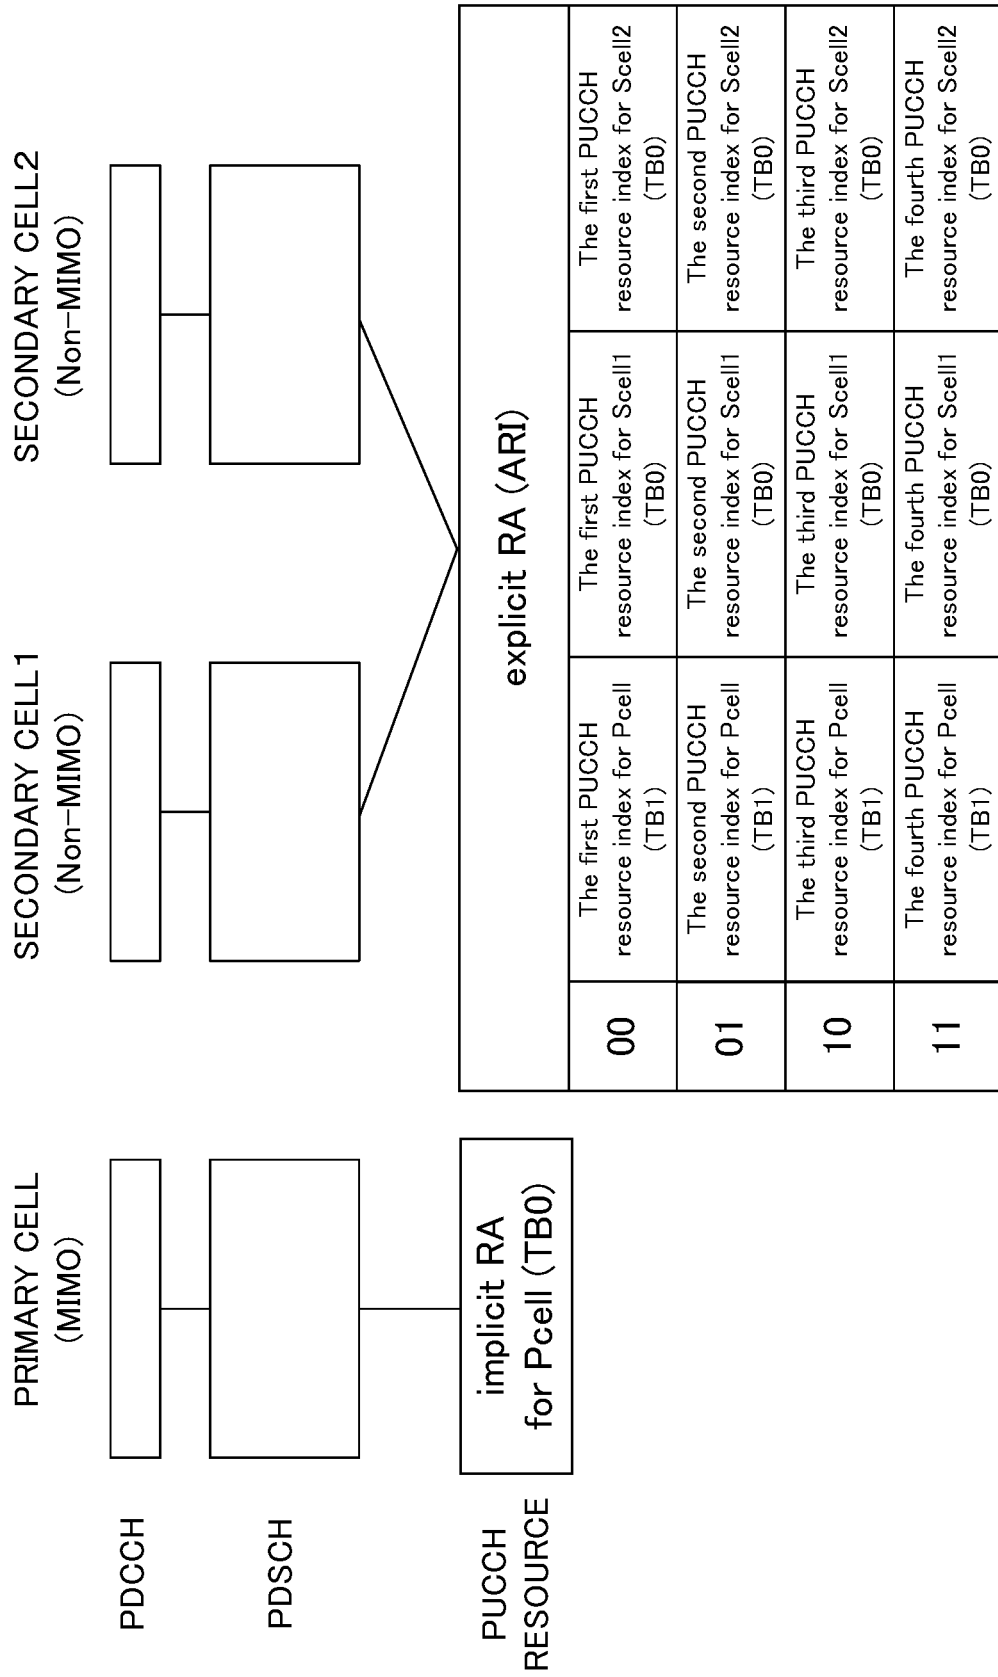 PRIMARY CELL
(MIMO)
SECONDARY CELL1
(Non-MIMO)
SECONDARY CELL2
(Non-MIMO)
PDCCH
PDSCH
PUCCH
RESOURCE
implicit RA
for Pcell (TB0)
explicit RA (ARI)
00
The first PUCCH
resource index for Pcell
(TB1)
The first PUCCH
resource index for Scell1
(TB0)
The first PUCCH
resource index for Scell2
(TB0)
01
The second PUCCH
resource index for Pcell
(TB1)
The second PUCCH
resource index for Scell1
(TB0)
The second PUCCH
resource index for Scell2
(TB0)
10
The third PUCCH
resource index for Pcell
(TB1)
The third PUCCH
resource index for Scell1
(TB0)
The third PUCCH
resource index for Scell2
(TB0)
11
The fourth PUCCH
resource index for Pcell
(TB1)
The fourth PUCCH
resource index for Scell1
(TB0)
The fourth PUCCH
resource index for Scell2
(TB0)